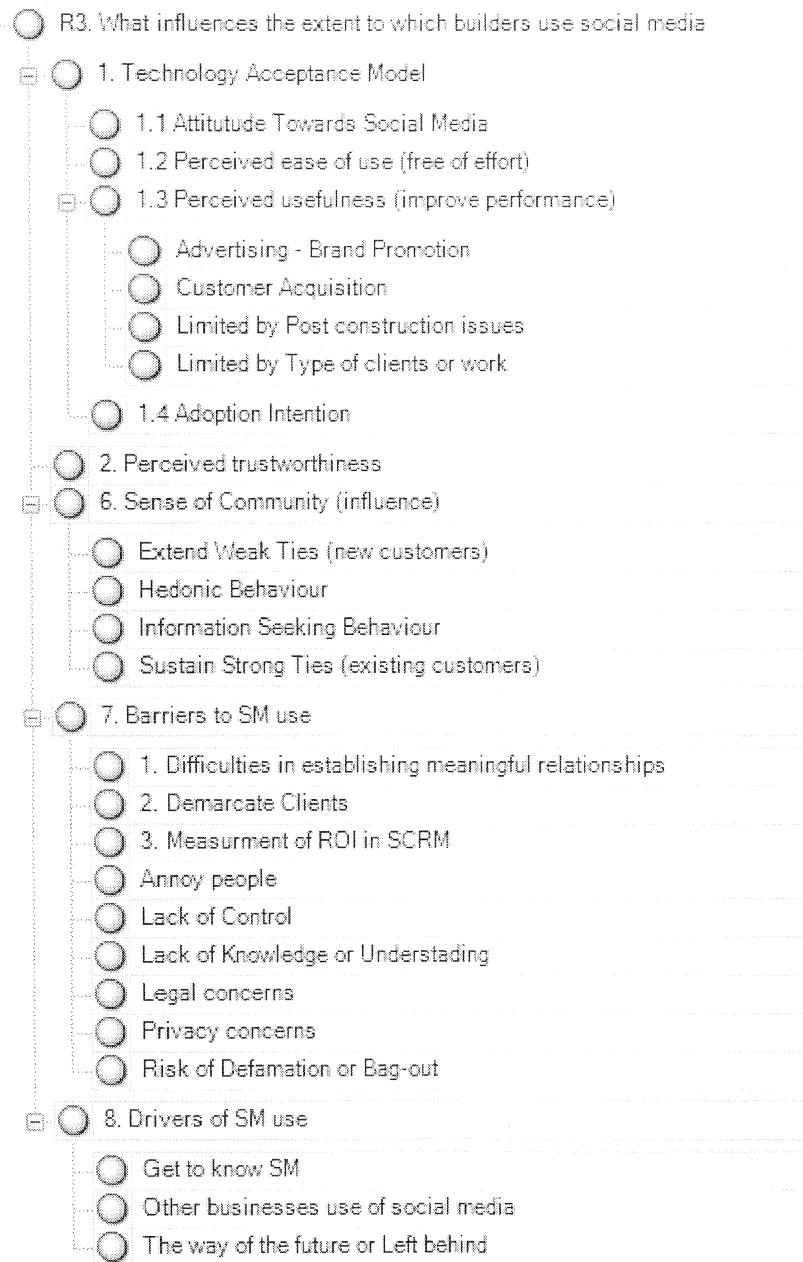 R3. What influences the extent to which builders use social media
1. Technology Acceptance Model
1.1 Attitutude Towards Social Media
1.2 Perceived ease of use (free of effort)
1.3 Perceived usefulness (improve performance)
Advertising - Brand Promotion
Customer Acquisition
Limited by Post construction issues
Limited by Type of clients or work
1.4 Adoption Intention
2. Perceived trustworthiness
6. Sense of Community (influence)
Extend Weak Ties (new customers)
Hedonic Behaviour
Information Seeking Behaviour
Sustain Strong Ties (existing customers)
7. Barriers to SM use
1. Difficulties in establishing meaningful relationships
2. Demarcate Clients
3. Measurment of ROI in SCRM
Annoy people
Lack of Control
Lack of Knowledge or Understading
Legal concerns
Privacy concerns
Risk of Defamation or Bag-out
8. Drivers of SM use
Get to know SM
Other businesses use of social media
The way of the future or Left behind